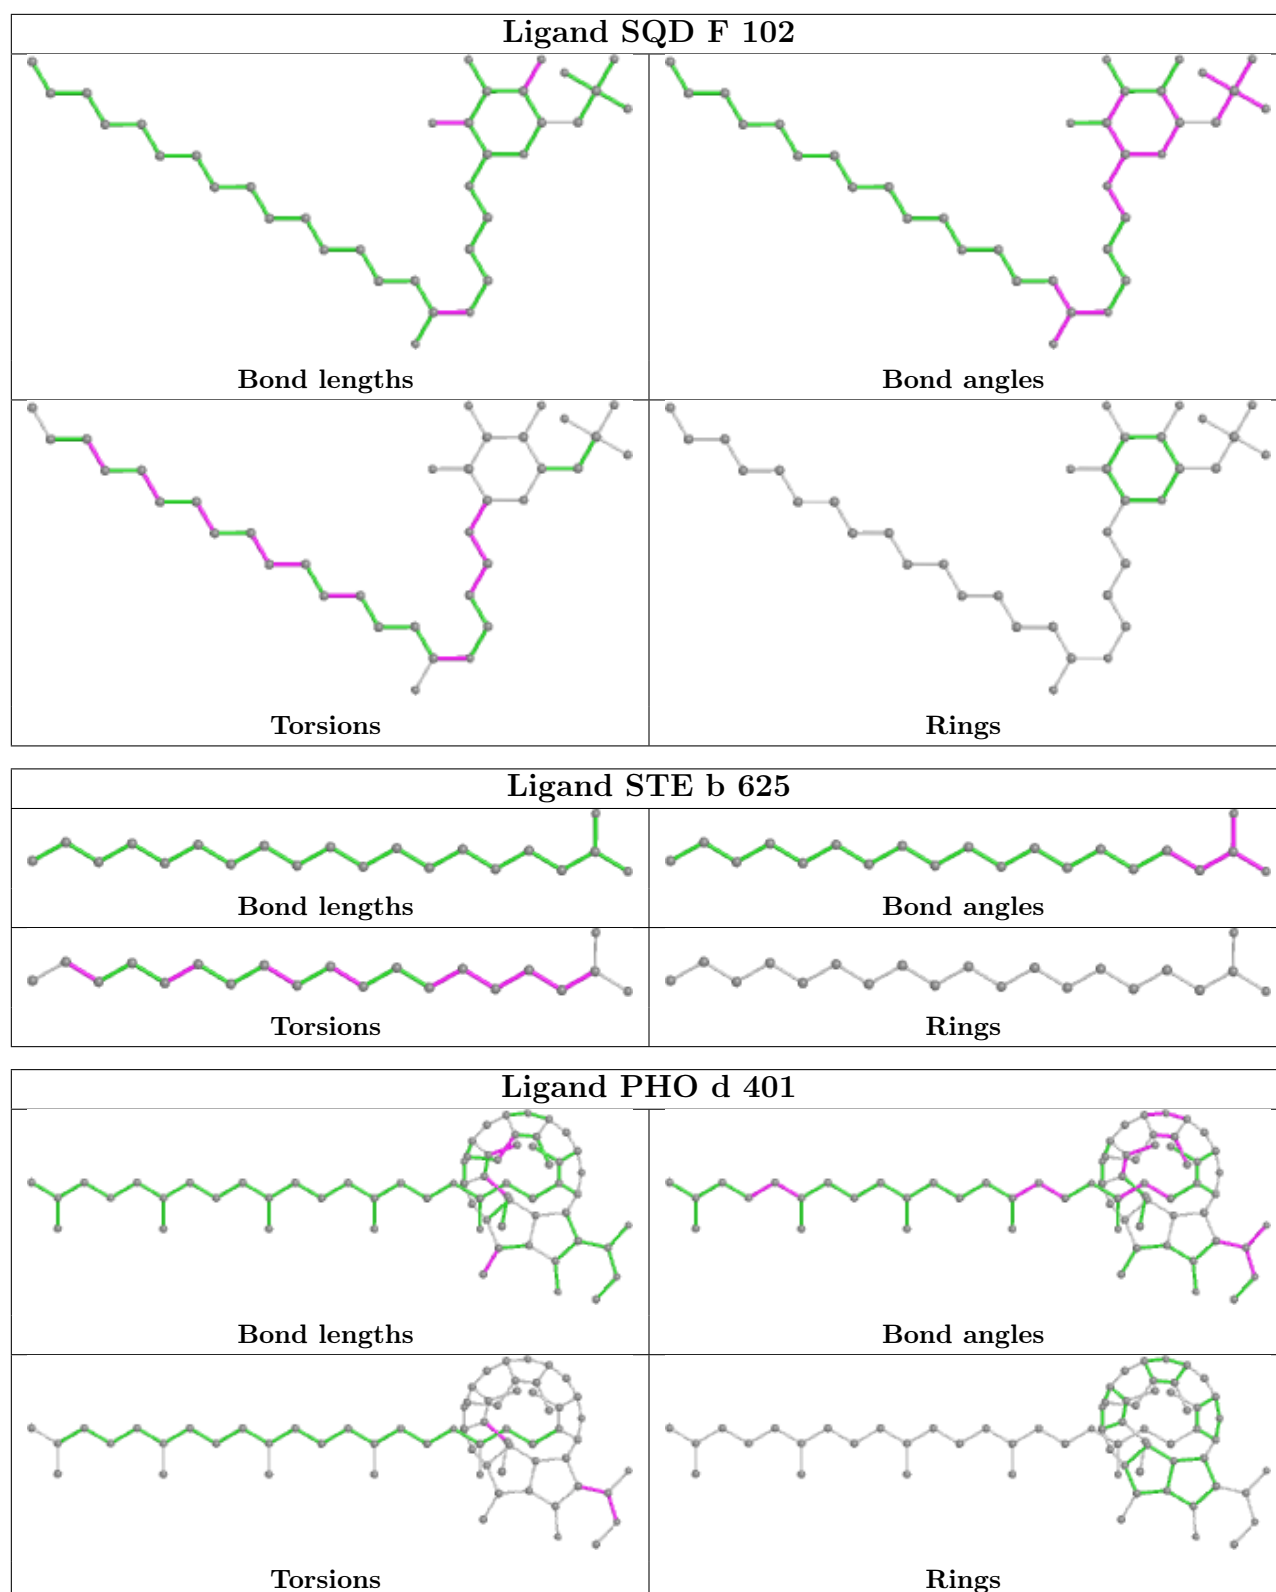 Ligand SQD F 102
Bond lengths
Bond angles
Torsions
Rings
Ligand STE b 625
Bond lengths
Bond angles
Torsions
Rings
Ligand PHO d 401
Bond lengths
Bond angles
Torsions
Rings